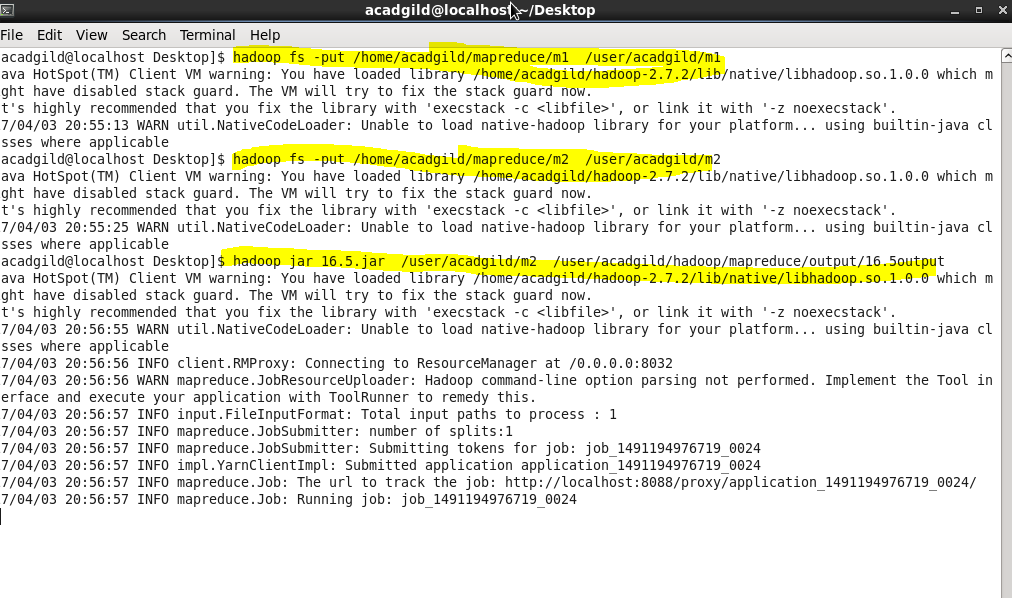 acadgild@localhost:~/Desktop
File Edit View Search Terminal Help
acadgild@localhost Desktop]$ hadoop fs -put /home/acadgild/mapreduce/m1  /user/acadgild/m1
ava HotSpot(TM) Client VM warning: You have loaded library /home/acadgild/hadoop-2.7.2/lib/native/libhadoop.so.1.0.0 which m
ght have disabled stack guard. The VM will try to fix the stack guard now.
t's highly recommended that you fix the library with 'execstack -c <libfile>', or link it with '-z noexecstack'.
7/04/03 20:55:13 WARN util.NativeCodeLoader: Unable to load native-hadoop library for your platform... using builtin-java cl
sses where applicable
acadgild@localhost Desktop]$ hadoop fs -put /home/acadgild/mapreduce/m2  /user/acadgild/m2
ava HotSpot(TM) Client VM warning: You have loaded library /home/acadgild/hadoop-2.7.2/lib/native/libhadoop.so.1.0.0 which m
ght have disabled stack guard. The VM will try to fix the stack guard now.
t's highly recommended that you fix the library with 'execstack -c <libfile>', or link it with '-z noexecstack'.
7/04/03 20:55:25 WARN util.NativeCodeLoader: Unable to load native-hadoop library for your platform... using builtin-java cl
sses where applicable
acadgild@localhost Desktop]$ hadoop jar 16.5.jar  /user/acadgild/m2  /user/acadgild/hadoop/mapreduce/output/16.5output
ava HotSpot(TM) Client VM warning: You have loaded library /home/acadgild/hadoop-2.7.2/lib/native/libhadoop.so.1.0.0 which m
ght have disabled stack guard. The VM will try to fix the stack guard now.
t's highly recommended that you fix the library with 'execstack -c <libfile>', or link it with '-z noexecstack'.
7/04/03 20:56:55 WARN util.NativeCodeLoader: Unable to load native-hadoop library for your platform... using builtin-java cl
sses where applicable
7/04/03 20:56:56 INFO client.RMProxy: Connecting to ResourceManager at /0.0.0.0:8032
7/04/03 20:56:56 WARN mapreduce.JobResourceUploader: Hadoop command-line option parsing not performed. Implement the Tool in
erface and execute your application with ToolRunner to remedy this.
7/04/03 20:56:57 INFO input.FileInputFormat: Total input paths to process : 1
7/04/03 20:56:57 INFO mapreduce.JobSubmitter: number of splits:1
7/04/03 20:56:57 INFO mapreduce.JobSubmitter: Submitting tokens for job: job_1491194976719_0024
7/04/03 20:56:57 INFO impl.YarnClientImpl: Submitted application application_1491194976719_0024
7/04/03 20:56:57 INFO mapreduce.Job: The url to track the job: http://localhost:8088/proxy/application_1491194976719_0024/
7/04/03 20:56:57 INFO mapreduce.Job: Running job: job_1491194976719_0024